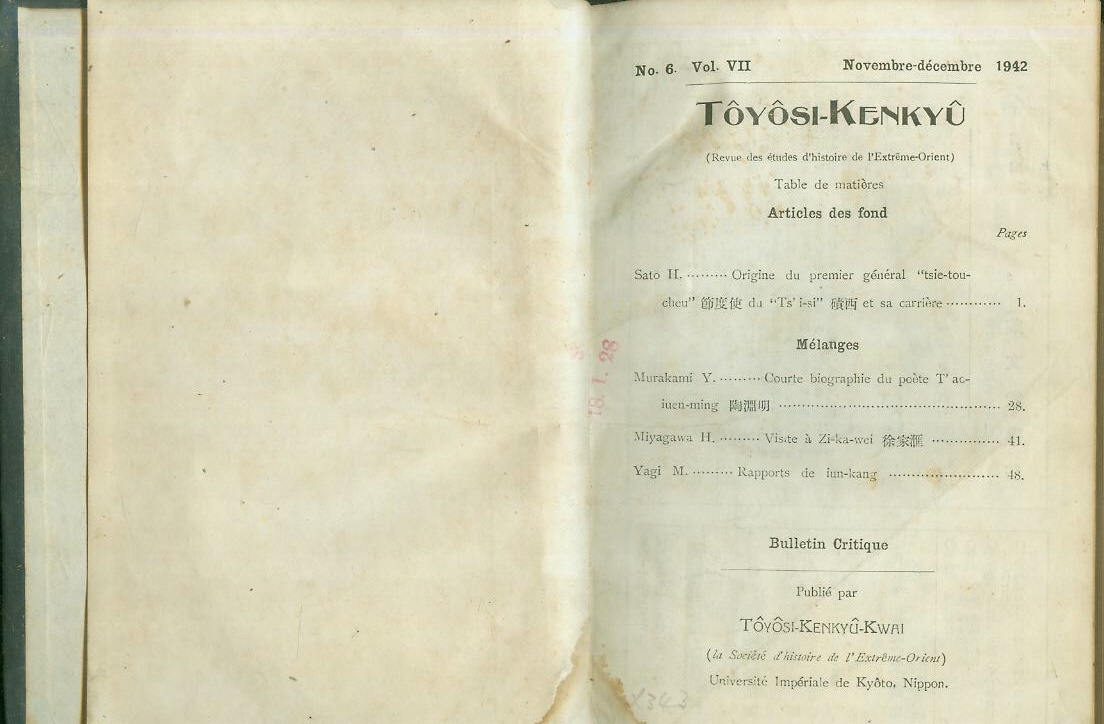 No. 6. Vol. VII Novembre-décembre 1942
TÔYÔSI-KENKYÛ
(Revue des études d'histoire de l'Extrême-Orient)
Table de matières
Articles des fond
Pages
Sato H. ········· Origine du premier général "tsie-tou-
cheu" 節度使 du "Ts' i-si" 磧西 et sa carrière ············ 1.
Mélanges
Murakami Y. ········· Courte biographie du poète T' ao-
iuen-ming 陶淵明 ················································ 28.
Miyagawa H. ········· Visite à Zi-ka-wei 徐家匯 ··············· 41.
Yagi M. ········· Rapports de iun-kang ························ 48.
18. 1. 28
Bulletin Critique
Publié par
TÔYÔSI-KENKYÛ-KWAI
(la Société d'histoire de l'Extrême-Orient)
Université Impériale de Kyôto, Nippon.